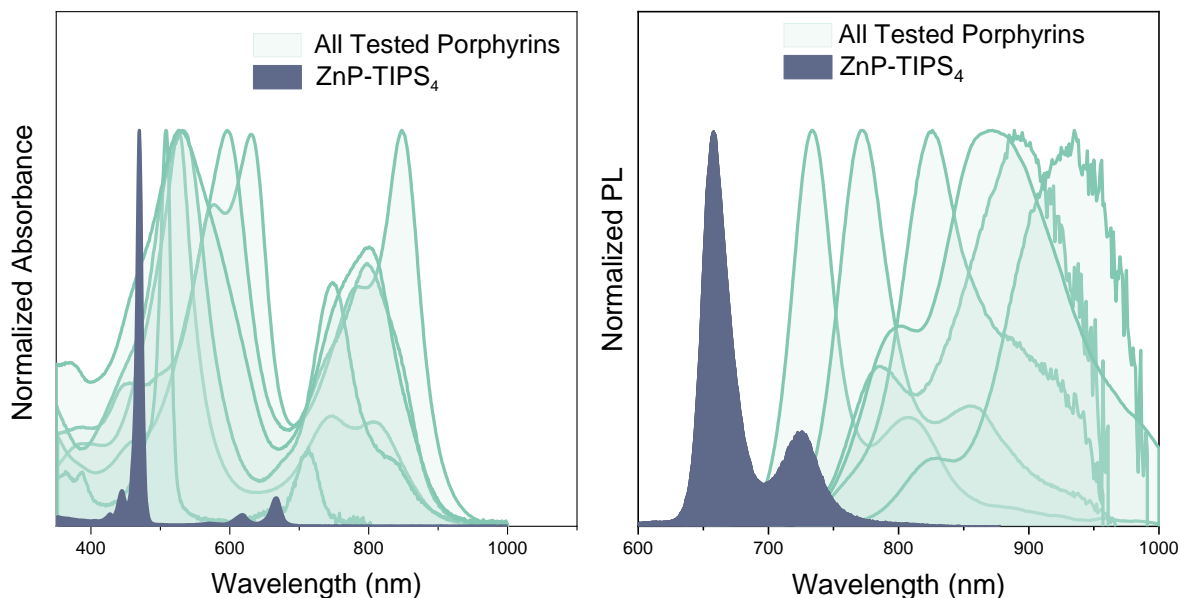 All Tested Porphyrins
ZnP-TIPS₄
Normalized Absorbance
400 600 800 1000
Wavelength (nm)
All Tested Porphyrins
ZnP-TIPS₄
Normalized PL
600 700 800 900 1000
Wavelength (nm)